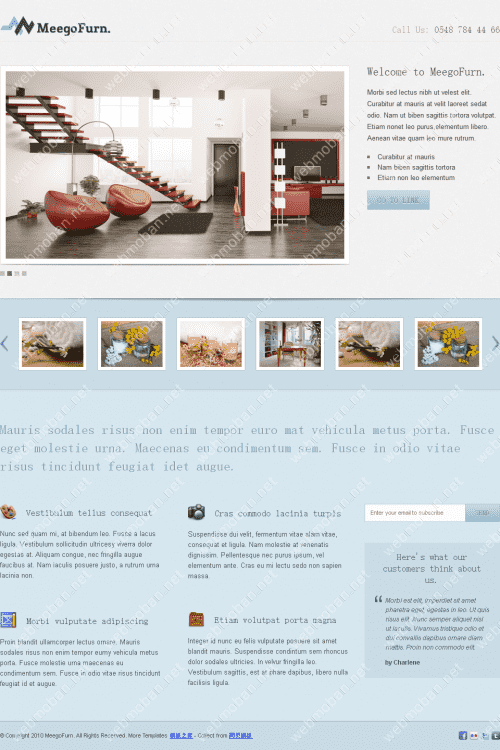 MeegoFurn.
Call Us: 0548 784 44 66
Welcome to MeegoFurn.
Morbi sed lectus nibh ut velest elit.
Curabitur at mauris at velit laoreet sedat
odio. Nam ut biben sagittis tortora volutpat.
Etiam nonet leo purus elementum libero.
Aenean vitae quam leo mure rutrum.
Curabitur at mauris
Nam biben sagittis tortora
Etiam non leo elementum
GO TO LINK
Mauris sodales risus non enim tempor euro mat vehicula metus porta. Fusce
eget molestie urna. Maecenas eu condimentum sem. Fusce in odio vitae
risus tincidunt feugiat idet augue.
Vestibulum tellus consequat
Nunc sed quam mi, at bibendum leo. Fusce a lacus
ligula. Vestibulum sollicitudin ultricesy viverra dolor
egestas at. Aliquam congue, nec fringilla augue
faucibus at. Nam iaculis posuere justo, a rutrum urna
lacinia non.
Cras commodo lacinia turpis
Suspendisse dui velit, fermentum vitae ullam vitae,
consequat et ligula. Nam molestie at venenatis
dignissim. Pellentesque nec purus ipsum, vel
elementum ante. Cras eu mi lectu sedo non sapien
massa.
Enter your email to subscribe
SEND
Here's what our
customers think about
us.
Morbi est elit, imperdiet sit amet
pharetra eget, egestas in leo. Ut quis
risus elit. Nunc semper aliquet nisl
ut iaculis. Vivamus tristique odio et
dui convallis dapibus ornare diam
mattis. Proin non commodo elit.
by Charlene
Morbi vulputate adipiscing
Proin blandit ullamcorper lectus ornare. Mauris
sodales risus non enim tempor eumy vehicula metus
porta. Fusce molestie urna maecenas eu
condimentum sem. Fusce in odio vitae risus tincidunt
feugiat id et augue.
Etiam volutpat porta magna
Integer id nunc eu felis vulputate posuere sit amet
blandit mauris. Suspendisse condintum sem rhoncus
dolor sodales ultricies. In velwur fringilla leo.
Vestibulum sagittis, est at phare dapibus, libero nulla
facilisis ligula.
© Copyright 2010 MeegoFurn. All Rights Reserved. More Templates
- Collect from